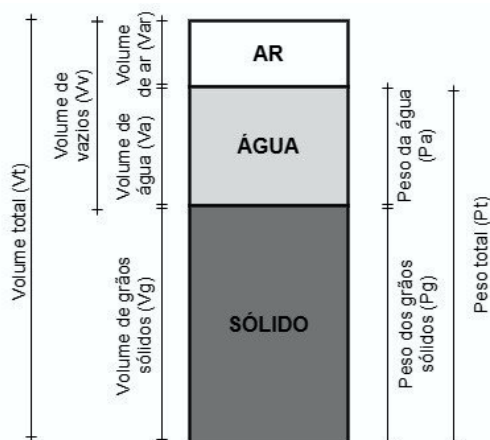 Volume total (Vt)
Volume de
vazios (Vv)
Volume
de ar (Var)
Volume de
água (Va)
Volume de grãos
sólidos (Vg)
AR
ÁGUA
SÓLIDO
Peso da água
(Pa)
Peso dos grãos
sólidos (Pg)
Peso total (Pt)